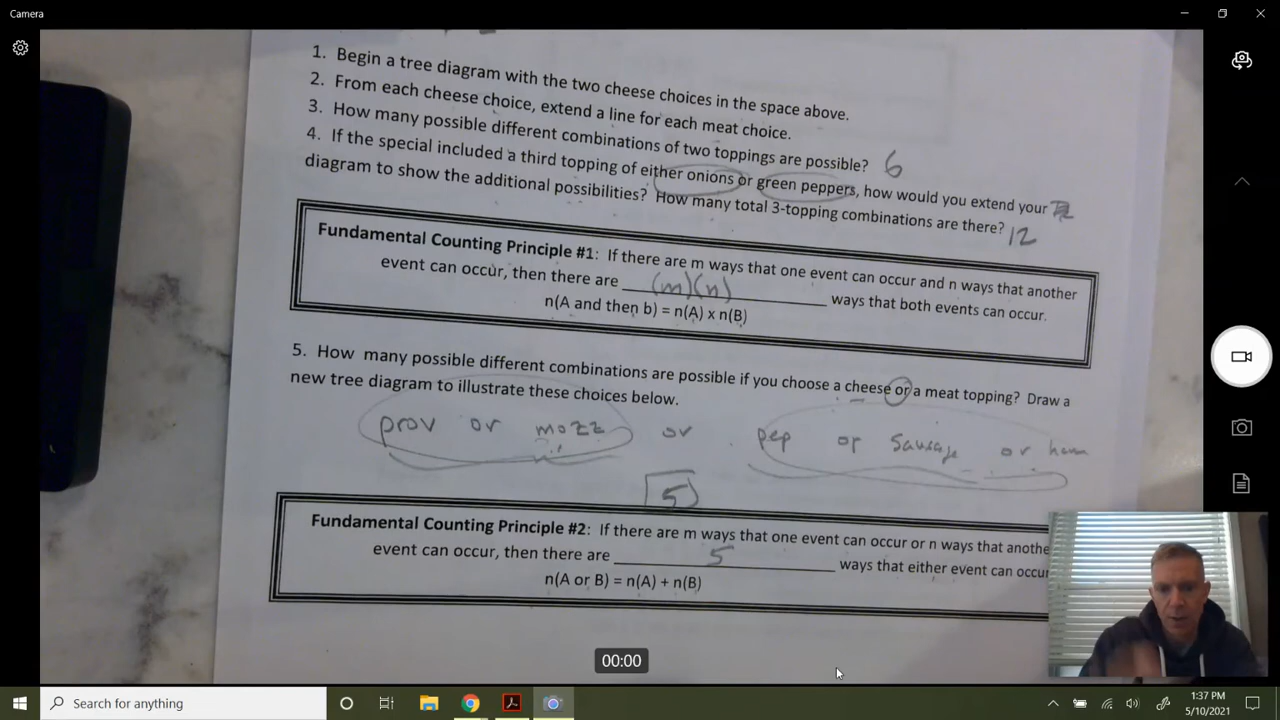 Camera
1. Begin a tree diagram with the two cheese choices in the space above.
2. From each cheese choice, extend a line for each meat choice.
3. How many possible different combinations of two toppings are possible? 6
4. If the special included a third topping of either onions or green peppers, how would you extend your
diagram to show the additional possibilities? How many total 3-topping combinations are there? 12
Fundamental Counting Principle #1: If there are m ways that one event can occur and n ways that another
event can occur, then there are (m)(n) ways that both events can occur.
n(A and then b) = n(A) x n(B)
5. How many possible different combinations are possible if you choose a cheese or a meat topping? Draw a
new tree diagram to illustrate these choices below.
prov or mozz or pep or Sausage or ham
5
Fundamental Counting Principle #2: If there are m ways that one event can occur or n ways that anothe
event can occur, then there are 5 ways that either event can occur
n(A or B) = n(A) + n(B)
00:00
Search for anything
1:37 PM
5/10/2021